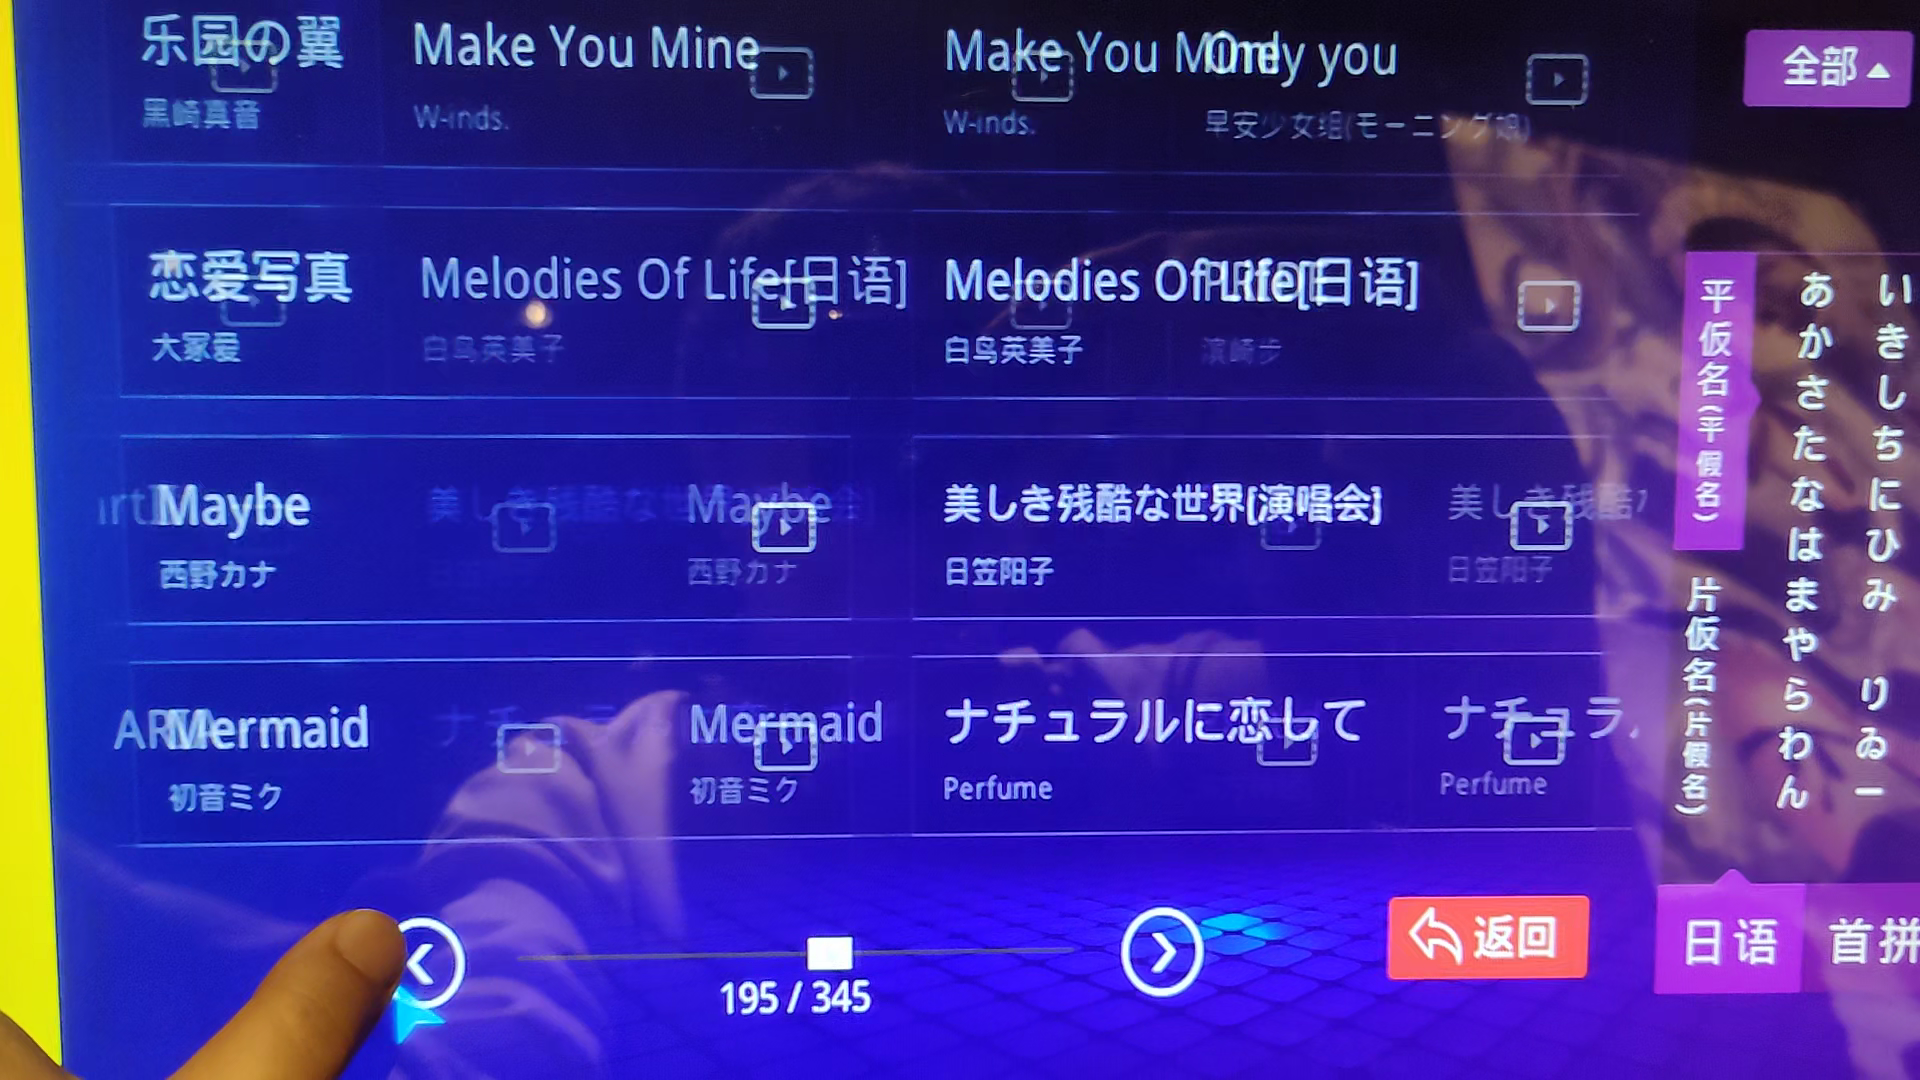 乐园の翼
黑崎真音
Make You Mine
W-inds.
Make You Mine
W-inds.
Only you
早安少女组(モーニング娘)
全部
恋爱写真
大冢爱
Melodies Of Life[日语]
白鸟英美子
Melodies Of Life[日语]
白鸟英美子
PRIDE
滨崎步
Maybe
西野カナ
美しき残酷な世界[演唱会]
Maybe
西野カナ
美しき残酷な世界[演唱会]
日笠阳子
美しき残酷
日笠阳子
Mermaid
初音ミク
ナチュラ
Mermaid
初音ミク
ナチュラルに恋して
Perfume
ナチュラ
Perfume
195 / 345
返回
平仮名(平假名)
片仮名(片假名)
あかさたなはまやらわん
いきしちにひみ りゐー
日语
首拼